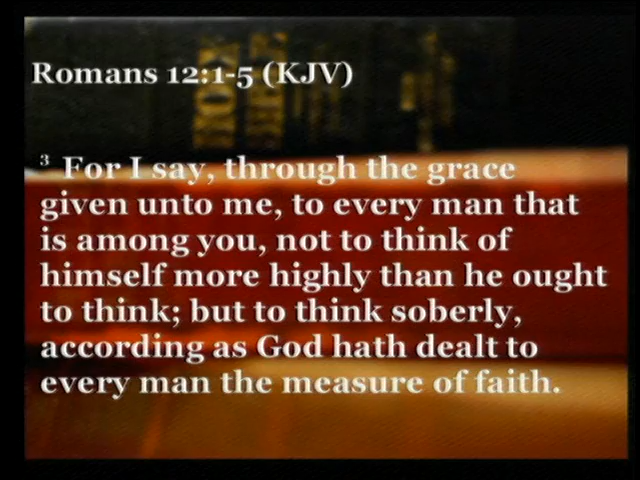 Romans 12:1-5 (KJV)
3 For I say, through the grace
given unto me, to every man that
is among you, not to think of
himself more highly than he ought
to think; but to think soberly,
according as God hath dealt to
every man the measure of faith.